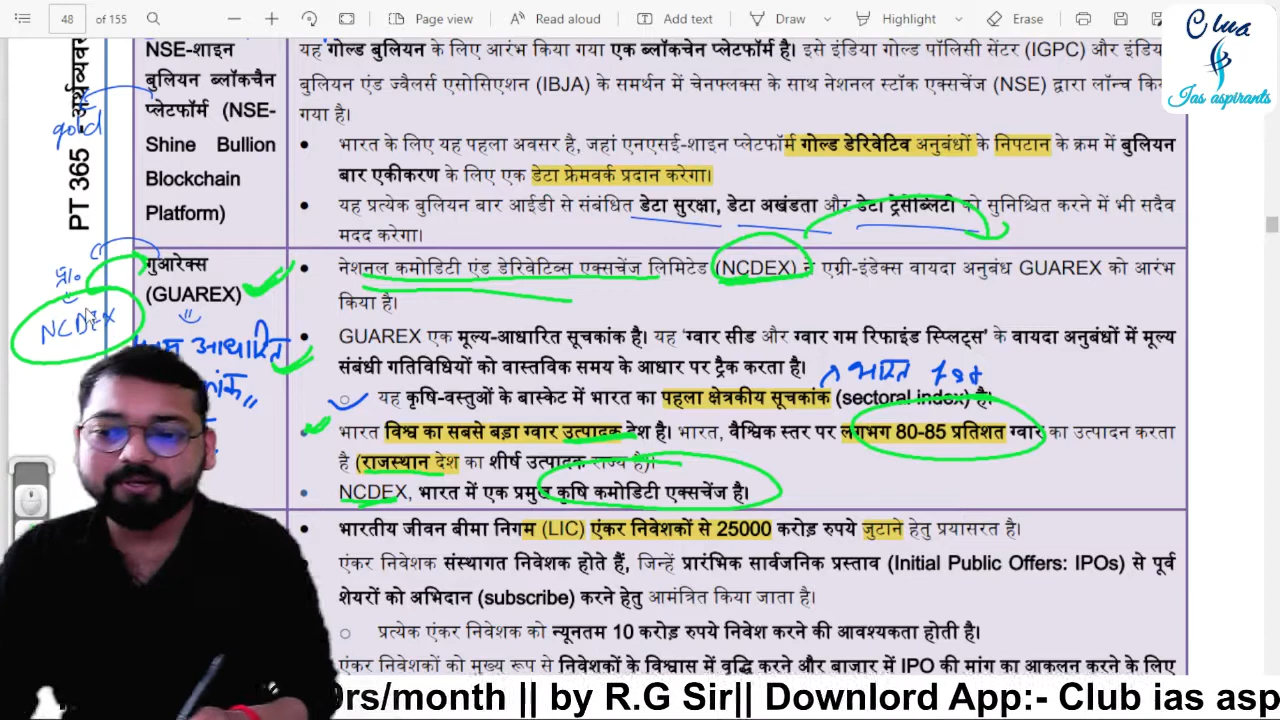 48 of 155
Page view
Read aloud
Add text
Draw
Highlight
Erase
Clua
Ias aspirants
PT 365 - अर्थव्यवस
gold
NSE-शाइन
बुलियन ब्लॉकचैन
प्लेटफॉर्म (NSE-
Shine Bullion
Blockchain
Platform)
यह गोल्ड बुलियन के लिए आरंभ किया गया एक ब्लॉकचेन प्लेटफॉर्म है। इसे इंडिया गोल्ड पॉलिसी सेंटर (IGPC) और इंडिय
बुलियन एंड ज्वैलर्स एसोसिएशन (IBJA) के समर्थन में चेनफ्लक्स के साथ नेशनल स्टॉक एक्सचेंज (NSE) द्वारा लॉन्च कि
गया है।
• भारत के लिए यह पहला अवसर है, जहां एनएसई-शाइन प्लेटफॉर्म गोल्ड डेरिवेटिव अनुबंधों के निपटान के क्रम में बुलियन
बार एकीकरण के लिए एक डेटा फ्रेमवर्क प्रदान करेगा।
• यह प्रत्येक बुलियन बार आईडी से संबंधित डेटा सुरक्षा, डेटा अखंडता और डेटा ट्रेसेब्लिटी को सुनिश्चित करने में भी सदैव
मदद करेगा।
गुआरेक्स
(GUAREX)
NCDEX
आधारित
• नेशनल कमोडिटी एंड डेरिवेटिव्स एक्सचेंज लिमिटेड (NCDEX) ने एग्री-इंडेक्स वायदा अनुबंध GUAREX को आरंभ
किया है।
• GUAREX एक मूल्य-आधारित सूचकांक है। यह ‘ग्वार सीड और ग्वार गम रिफाइंड स्प्लिट्स’ के वायदा अनुबंधों में मूल्य
संबंधी गतिविधियों को वास्तविक समय के आधार पर ट्रैक करता है।
भारत 1st
○ यह कृषि-वस्तुओं के बास्केट में भारत का पहला क्षेत्रकीय सूचकांक (sectoral index) है।
• भारत विश्व का सबसे बड़ा ग्वार उत्पादक देश है। भारत, वैश्विक स्तर पर लगभग 80-85 प्रतिशत ग्वार का उत्पादन करता
है (राजस्थान देश का शीर्ष उत्पादक राज्य है)।
• NCDEX, भारत में एक प्रमुख कृषि कमोडिटी एक्सचेंज है।
• भारतीय जीवन बीमा निगम (LIC) एंकर निवेशकों से 25000 करोड़ रुपये जुटाने हेतु प्रयासरत है।
एंकर निवेशक संस्थागत निवेशक होते हैं, जिन्हें प्रारंभिक सार्वजनिक प्रस्ताव (Initial Public Offers: IPOs) से पूर्व
शेयरों को अभिदान (subscribe) करने हेतु आमंत्रित किया जाता है।
○ प्रत्येक एंकर निवेशक को न्यूनतम 10 करोड़ रुपये निवेश करने की आवश्यकता होती है।
एंकर निवेशकों को मुख्य रूप से निवेशकों के विश्वास में वृद्धि करने और बाजार में IPO की मांग का आकलन करने के लिए
rs/month || by R.G Sir|| Downlord App:- Club ias asp